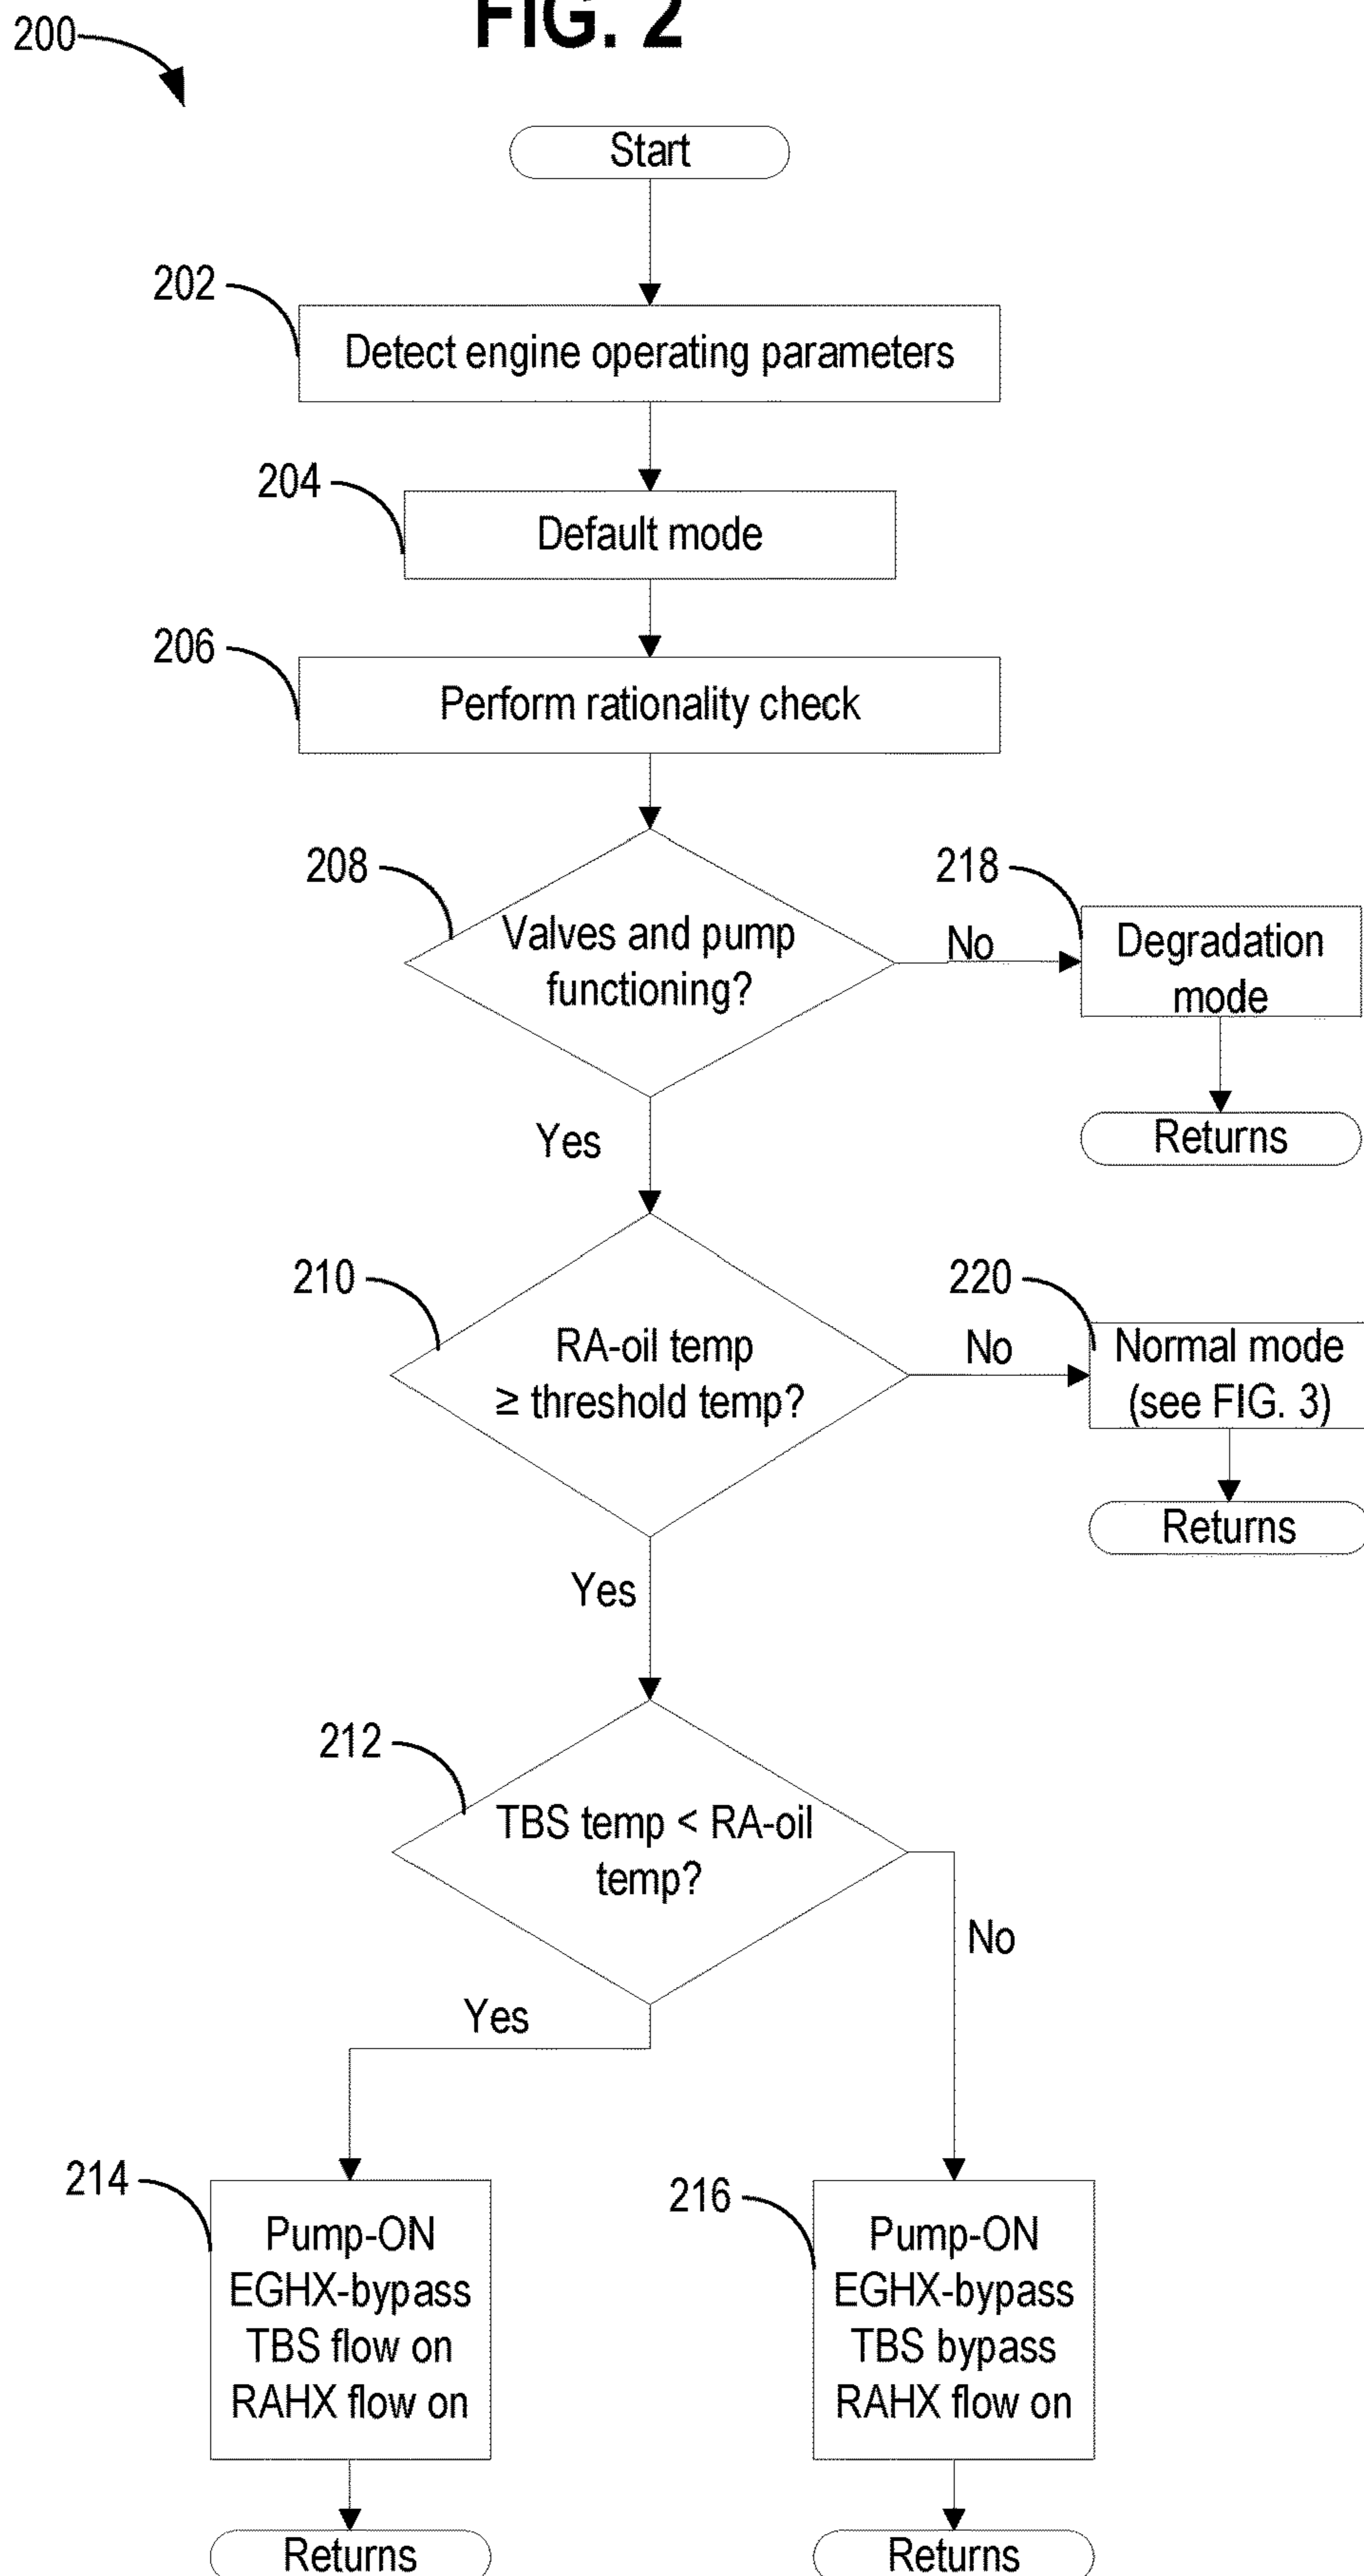 FIG. 2
200
Start
202
Detect engine operating parameters
204
Default mode
206
Perform rationality check
208
Valves and pump
functioning?
No
218
Degradation
mode
Returns
Yes
210
RA-oil temp
≥ threshold temp?
No
220
Normal mode
(see FIG. 3)
Returns
Yes
212
TBS temp < RA-oil
temp?
No
Yes
214
Pump-ON
EGHX-bypass
TBS flow on
RAHX flow on
Returns
216
Pump-ON
EGHX-bypass
TBS bypass
RAHX flow on
Returns